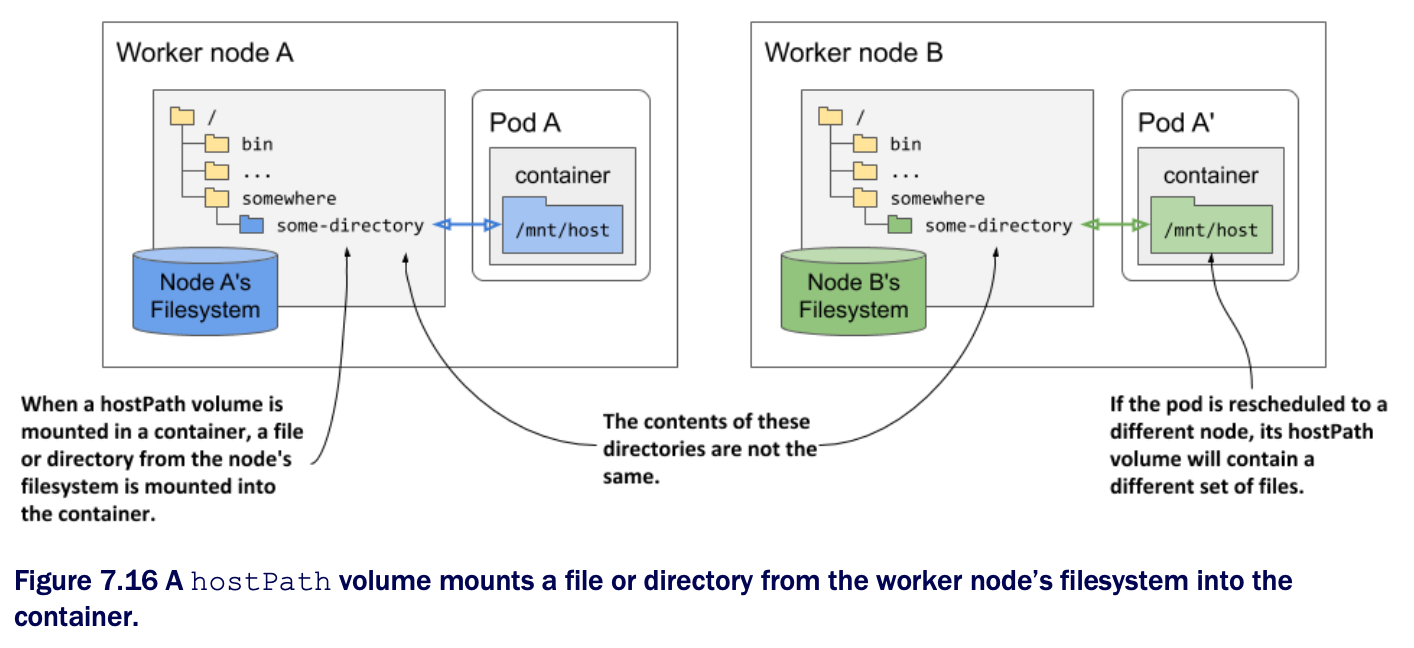 Worker node A
/
bin
...
somewhere
some-directory
Node A's
Filesystem
Pod A
container
/mnt/host
Worker node B
/
bin
...
somewhere
some-directory
Node B's
Filesystem
Pod A'
container
/mnt/host
When a hostPath volume is
mounted in a container, a file
or directory from the node's
filesystem is mounted into
the container.
The contents of these
directories are not the
same.
If the pod is rescheduled to a
different node, its hostPath
volume will contain a
different set of files.
Figure 7.16 A hostPath volume mounts a file or directory from the worker node’s filesystem into the
container.